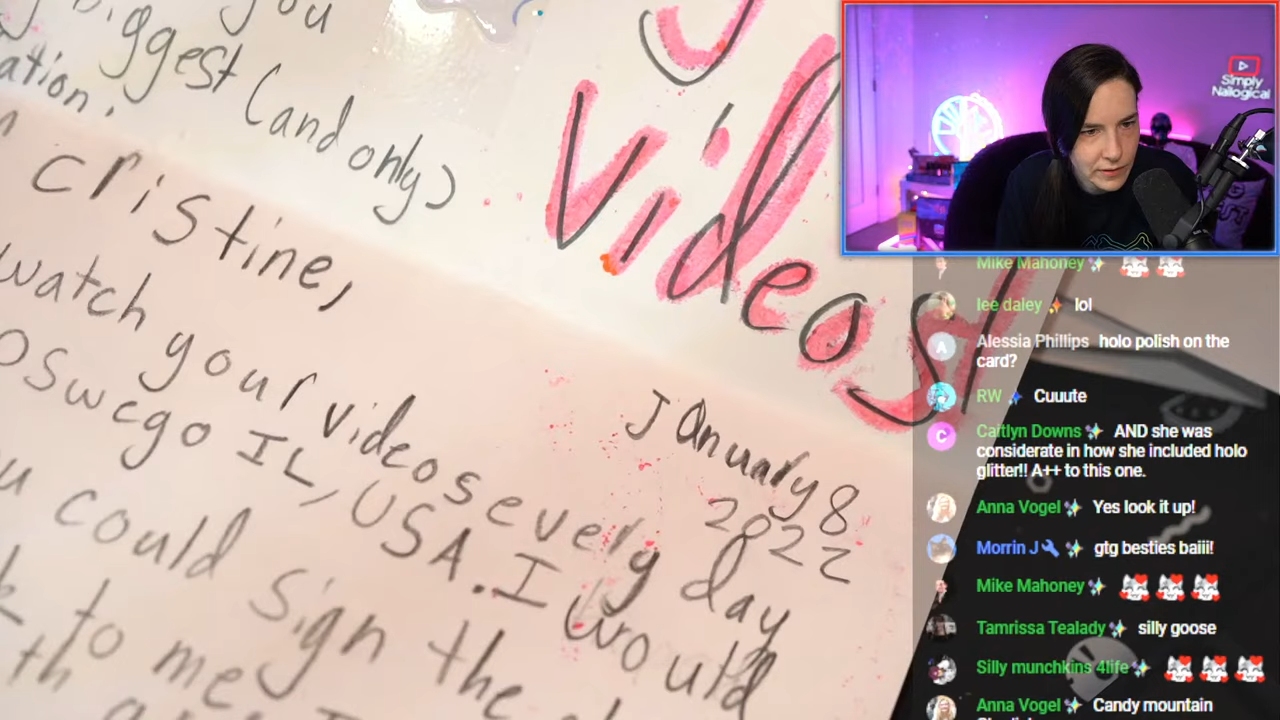 you
biggest (and only)
ation:
cristine,
watch your videos every day
Oswego IL, USA. I would
could sign the
to me
th
Videos!
January 8
2022
Simply
Nailogical
Mike Mahoney
lee daley lol
Alessia Phillips holo polish on the
card?
RW Cuuute
Caitlyn Downs AND she was
considerate in how she included holo
glitter!! A++ to this one.
Anna Vogel Yes look it up!
Morrin J gtg besties baiii!
Mike Mahoney
Tamrissa Tealady silly goose
Silly munchkins 4life
Anna Vogel Candy mountain